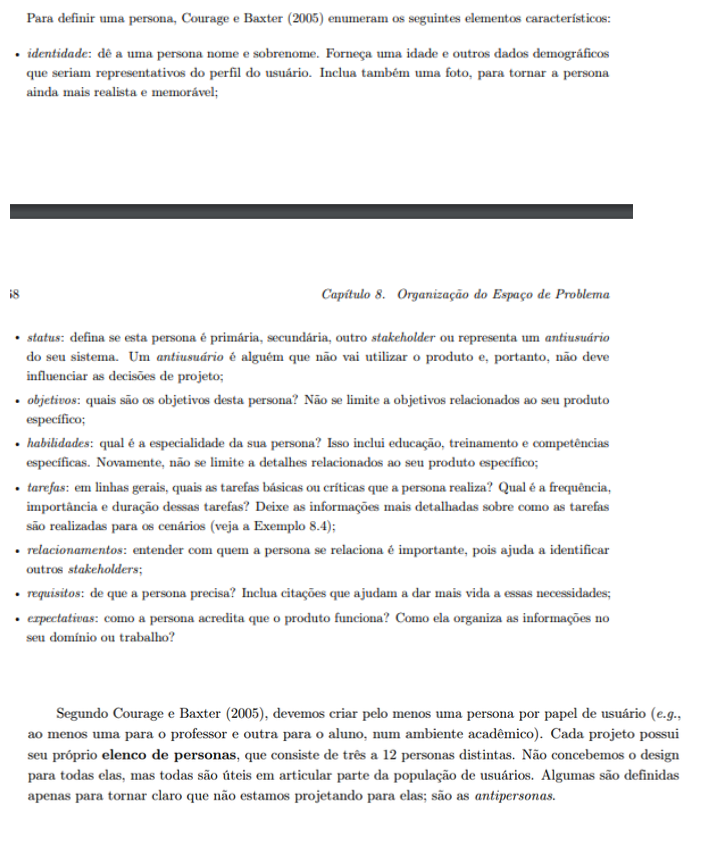 Para definir uma persona, Courage e Baxter (2005) enumeram os seguintes elementos característicos:
• identidade: dê a uma persona nome e sobrenome. Forneça uma idade e outros dados demográficos
que seriam representativos do perfil do usuário. Inclua também uma foto, para tornar a persona
ainda mais realista e memorável;
8 Capítulo 8. Organização do Espaço de Problema
• status: defina se esta persona é primária, secundária, outro stakeholder ou representa um antiusuário
do seu sistema. Um antiusuário é alguém que não vai utilizar o produto e, portanto, não deve
influenciar as decisões de projeto;
• objetivos: quais são os objetivos desta persona? Não se limite a objetivos relacionados ao seu produto
específico;
• habilidades: qual é a especialidade da sua persona? Isso inclui educação, treinamento e competências
específicas. Novamente, não se limite a detalhes relacionados ao seu produto específico;
• tarefas: em linhas gerais, quais as tarefas básicas ou críticas que a persona realiza? Qual é a frequência,
importância e duração dessas tarefas? Deixe as informações mais detalhadas sobre como as tarefas
são realizadas para os cenários (veja a Exemplo 8.4);
• relacionamentos: entender com quem a persona se relaciona é importante, pois ajuda a identificar
outros stakeholders;
• requisitos: de que a persona precisa? Inclua citações que ajudam a dar mais vida a essas necessidades;
• expectativas: como a persona acredita que o produto funciona? Como ela organiza as informações no
seu domínio ou trabalho?
Segundo Courage e Baxter (2005), devemos criar pelo menos uma persona por papel de usuário (e.g.,
ao menos uma para o professor e outra para o aluno, num ambiente acadêmico). Cada projeto possui
seu próprio elenco de personas, que consiste de três a 12 personas distintas. Não concebemos o design
para todas elas, mas todas são úteis em articular parte da população de usuários. Algumas são definidas
apenas para tornar claro que não estamos projetando para elas; são as antipersonas.